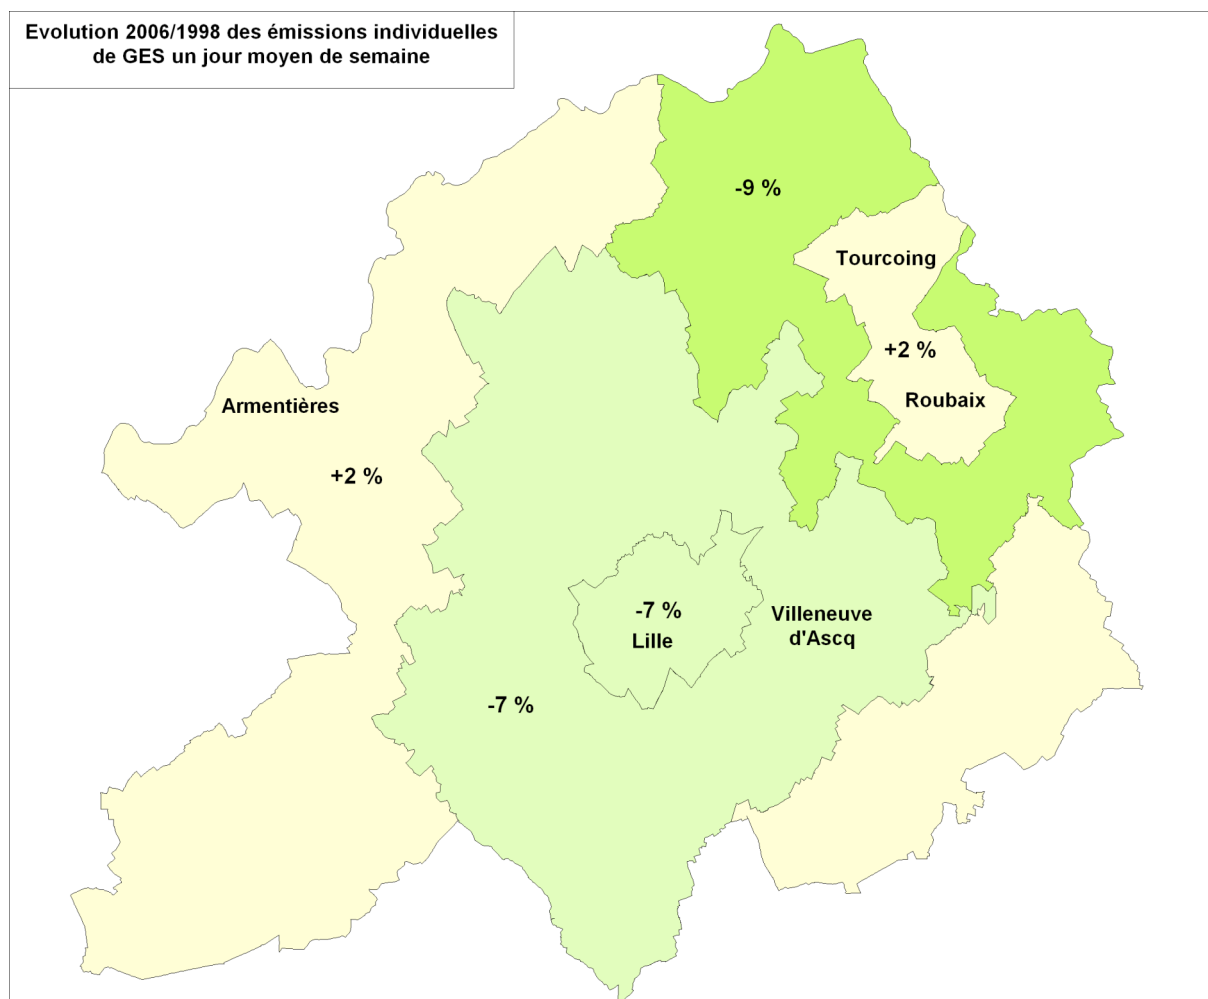 Evolution 2006/1998 des émissions individuelles
de GES un jour moyen de semaine
-9 %
Tourcoing
+2 %
Roubaix
Armentières
+2 %
-7 %
Lille
Villeneuve
d'Ascq
-7 %